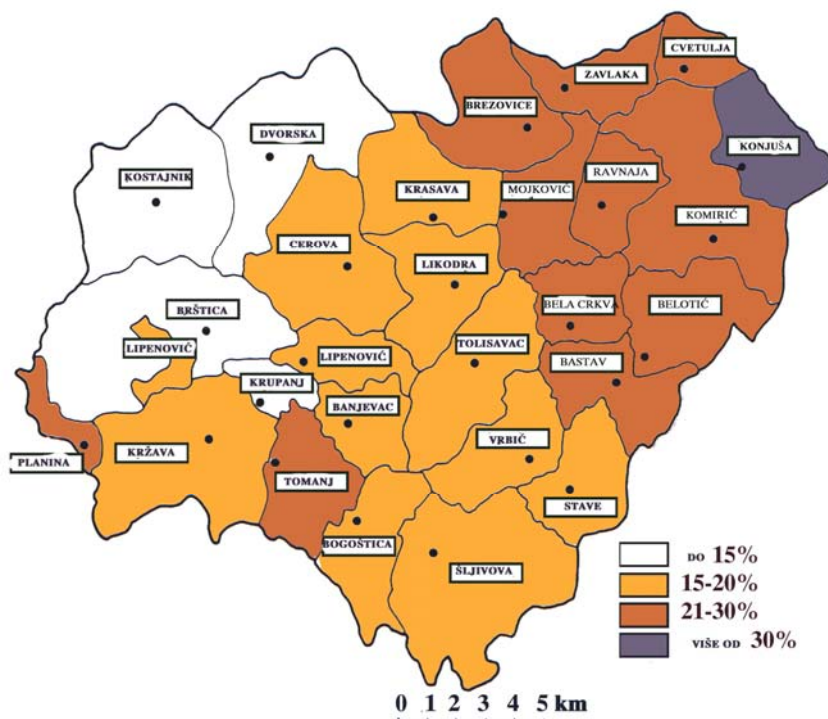 CVETULJA
ZAVLAKA
BREZOVICE
DVORSKA
KONJUŠA
KOSTAJNIK
KRASAVA
MOJKOVIĆ
RAVNAJA
KOMIRIĆ
CEROVA
LIKODRA
BRŠTICA
BELA CRKVA
BELOTIĆ
LIPENOVIĆ
LIPENOVIĆ
TOLISAVAC
BASTAV
KRUPANJ
BANJEVAC
PLANINA
KRŽAVA
VRBIĆ
TOMANJ
STAVE
BOGOŠTICA
ŠLJIVOVA
DO 15%
15-20%
21-30%
VIŠE OD 30%
0 1 2 3 4 5 km